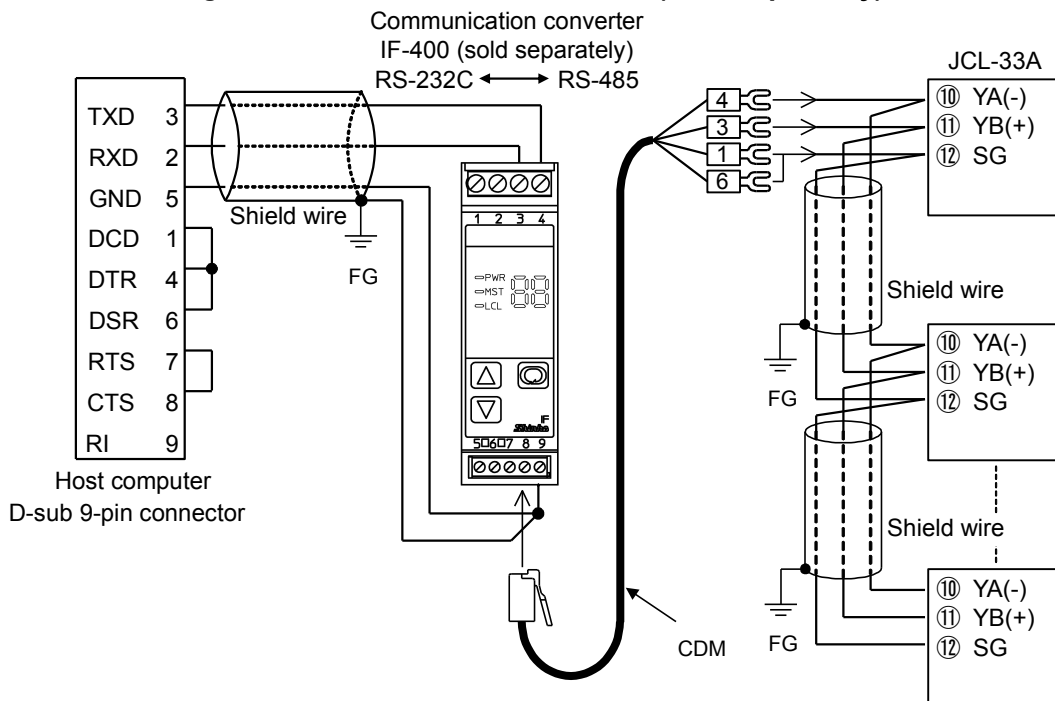 Communication converter
IF-400 (sold separately)
RS-232C RS-485
JCL-33A
TXD 3
RXD 2
GND 5
DCD 1
DTR 4
DSR 6
RTS 7
CTS 8
RI 9
Host computer
D-sub 9-pin connector
Shield wire
FG
1 2 3 4
PWR
MST
LCL
88
IF
Shinko
5 6 7 8 9
CDM
4
3
1
6
⑩ YA(-)
⑪ YB(+)
⑫ SG
Shield wire
FG
⑩ YA(-)
⑪ YB(+)
⑫ SG
Shield wire
FG
⑩ YA(-)
⑪ YB(+)
⑫ SG